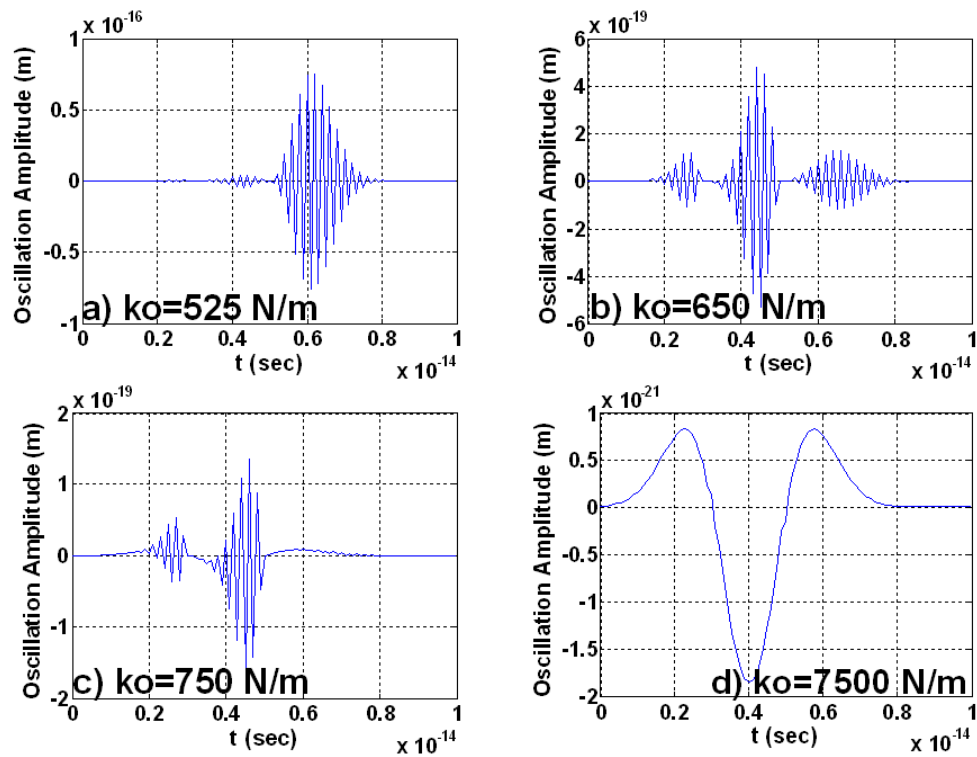 x 10-16
Oscillation Amplitude (m)
1
0.5
0
-0.5
-1
a) ko=525 N/m
0 0.2 0.4 0.6 0.8 1
t (sec)
x 10-14
x 10-19
Oscillation Amplitude (m)
6
4
2
0
-2
-4
-6
b) ko=650 N/m
0 0.2 0.4 0.6 0.8 1
t (sec)
x 10-14
x 10-19
Oscillation Amplitude (m)
2
1
0
-1
-2
c) ko=750 N/m
0 0.2 0.4 0.6 0.8 1
t (sec)
x 10-14
x 10-21
Oscillation Amplitude (m)
1
0.5
0
-0.5
-1
-1.5
-2
d) ko=7500 N/m
0 0.2 0.4 0.6 0.8 1
t (sec)
x 10-14